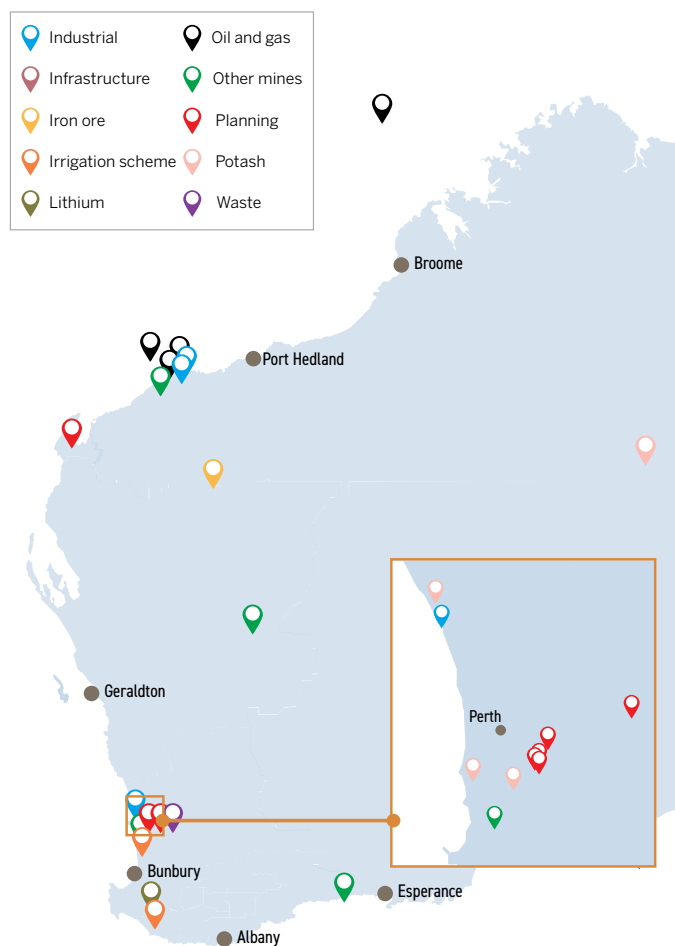 Industrial
Oil and gas
Infrastructure
Other mines
Iron ore
Planning
Irrigation scheme
Potash
Lithium
Waste
Broome
Port Hedland
Geraldton
Perth
Bunbury
Esperance
Albany